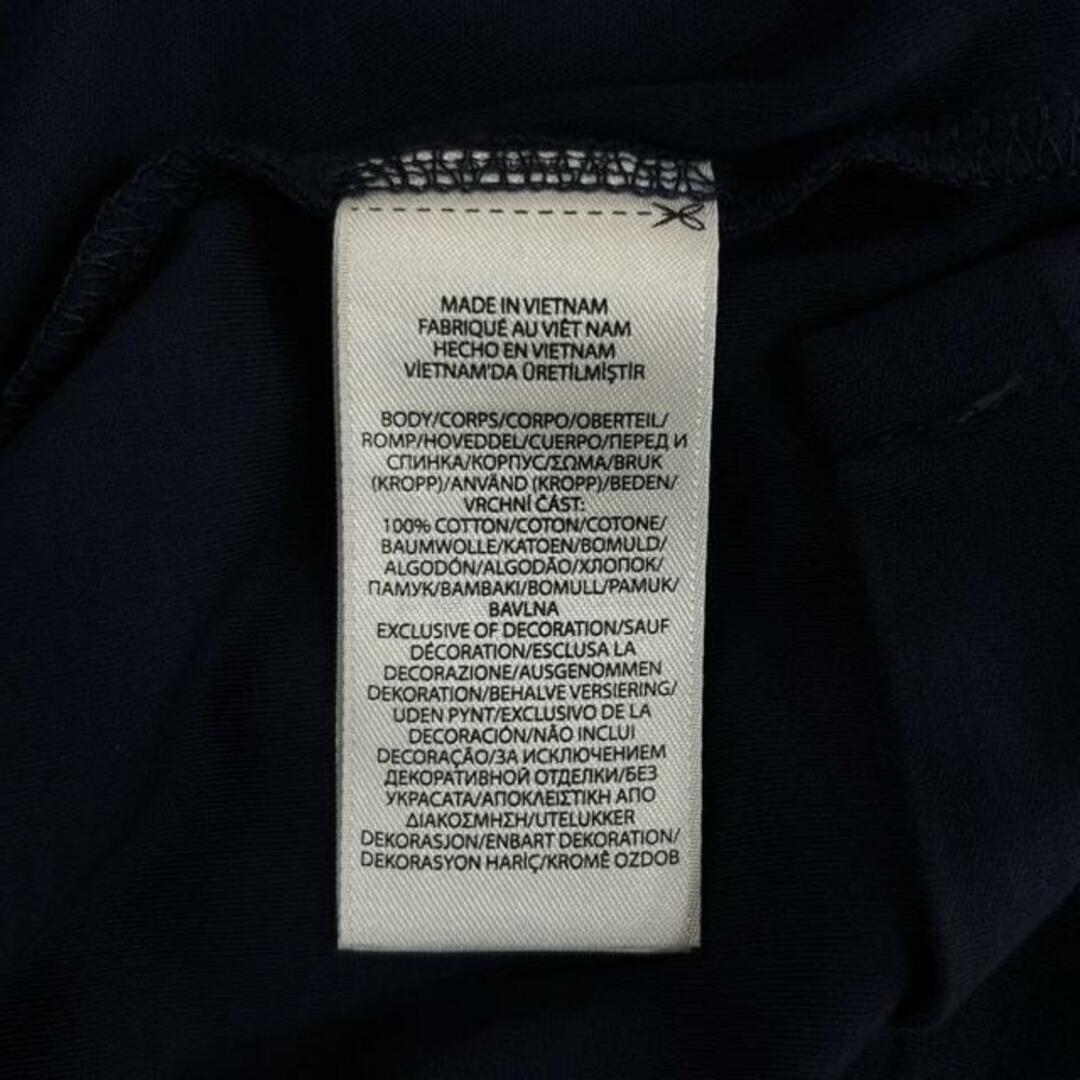 MADE IN VIETNAM
FABRIQUÉ AU VIÊT NAM
HECHO EN VIETNAM
VİETNAM'DA ÜRETİLMİŞTİR
BODY/CORPS/CORPO/OBERTEIL/
ROMP/HOVEDDEL/CUERPO/ПЕРЕД И
СПИНКА/КОРПУС/ΣΩΜΑ/BRUK
(KROPP)/ANVÄND (KROPP)/BEDEN/
VRCHNÍ ČÁST:
100% COTTON/COTON/COTONE/
BAUMWOLLE/KATOEN/BOMULD/
ALGODÓN/ALGODÃO/ХЛОПОК/
ПАМУК/ΒΑΜΒΑΚΙ/BOMULL/PAMUK/
BAVLNA
EXCLUSIVE OF DECORATION/SAUF
DÉCORATION/ESCLUSA LA
DECORAZIONE/AUSGENOMMEN
DEKORATION/BEHALVE VERSIERING/
UDEN PYNT/EXCLUSIVO DE LA
DECORACIÓN/NÃO INCLUI
DECORAÇÃO/ЗА ИСКЛЮЧЕНИЕМ
ДЕКОРАТИВНОЙ ОТДЕЛКИ/БЕЗ
УКРАСАТА/ΑΠΟΚΛΕΙΣΤΙΚΗ ΑΠΟ
ΔΙΑΚΟΣΜΗΣΗ/UTELUKKER
DEKORASJON/ENBART DEKORATION/
DEKORASYON HARİÇ/KROMĚ OZDOB